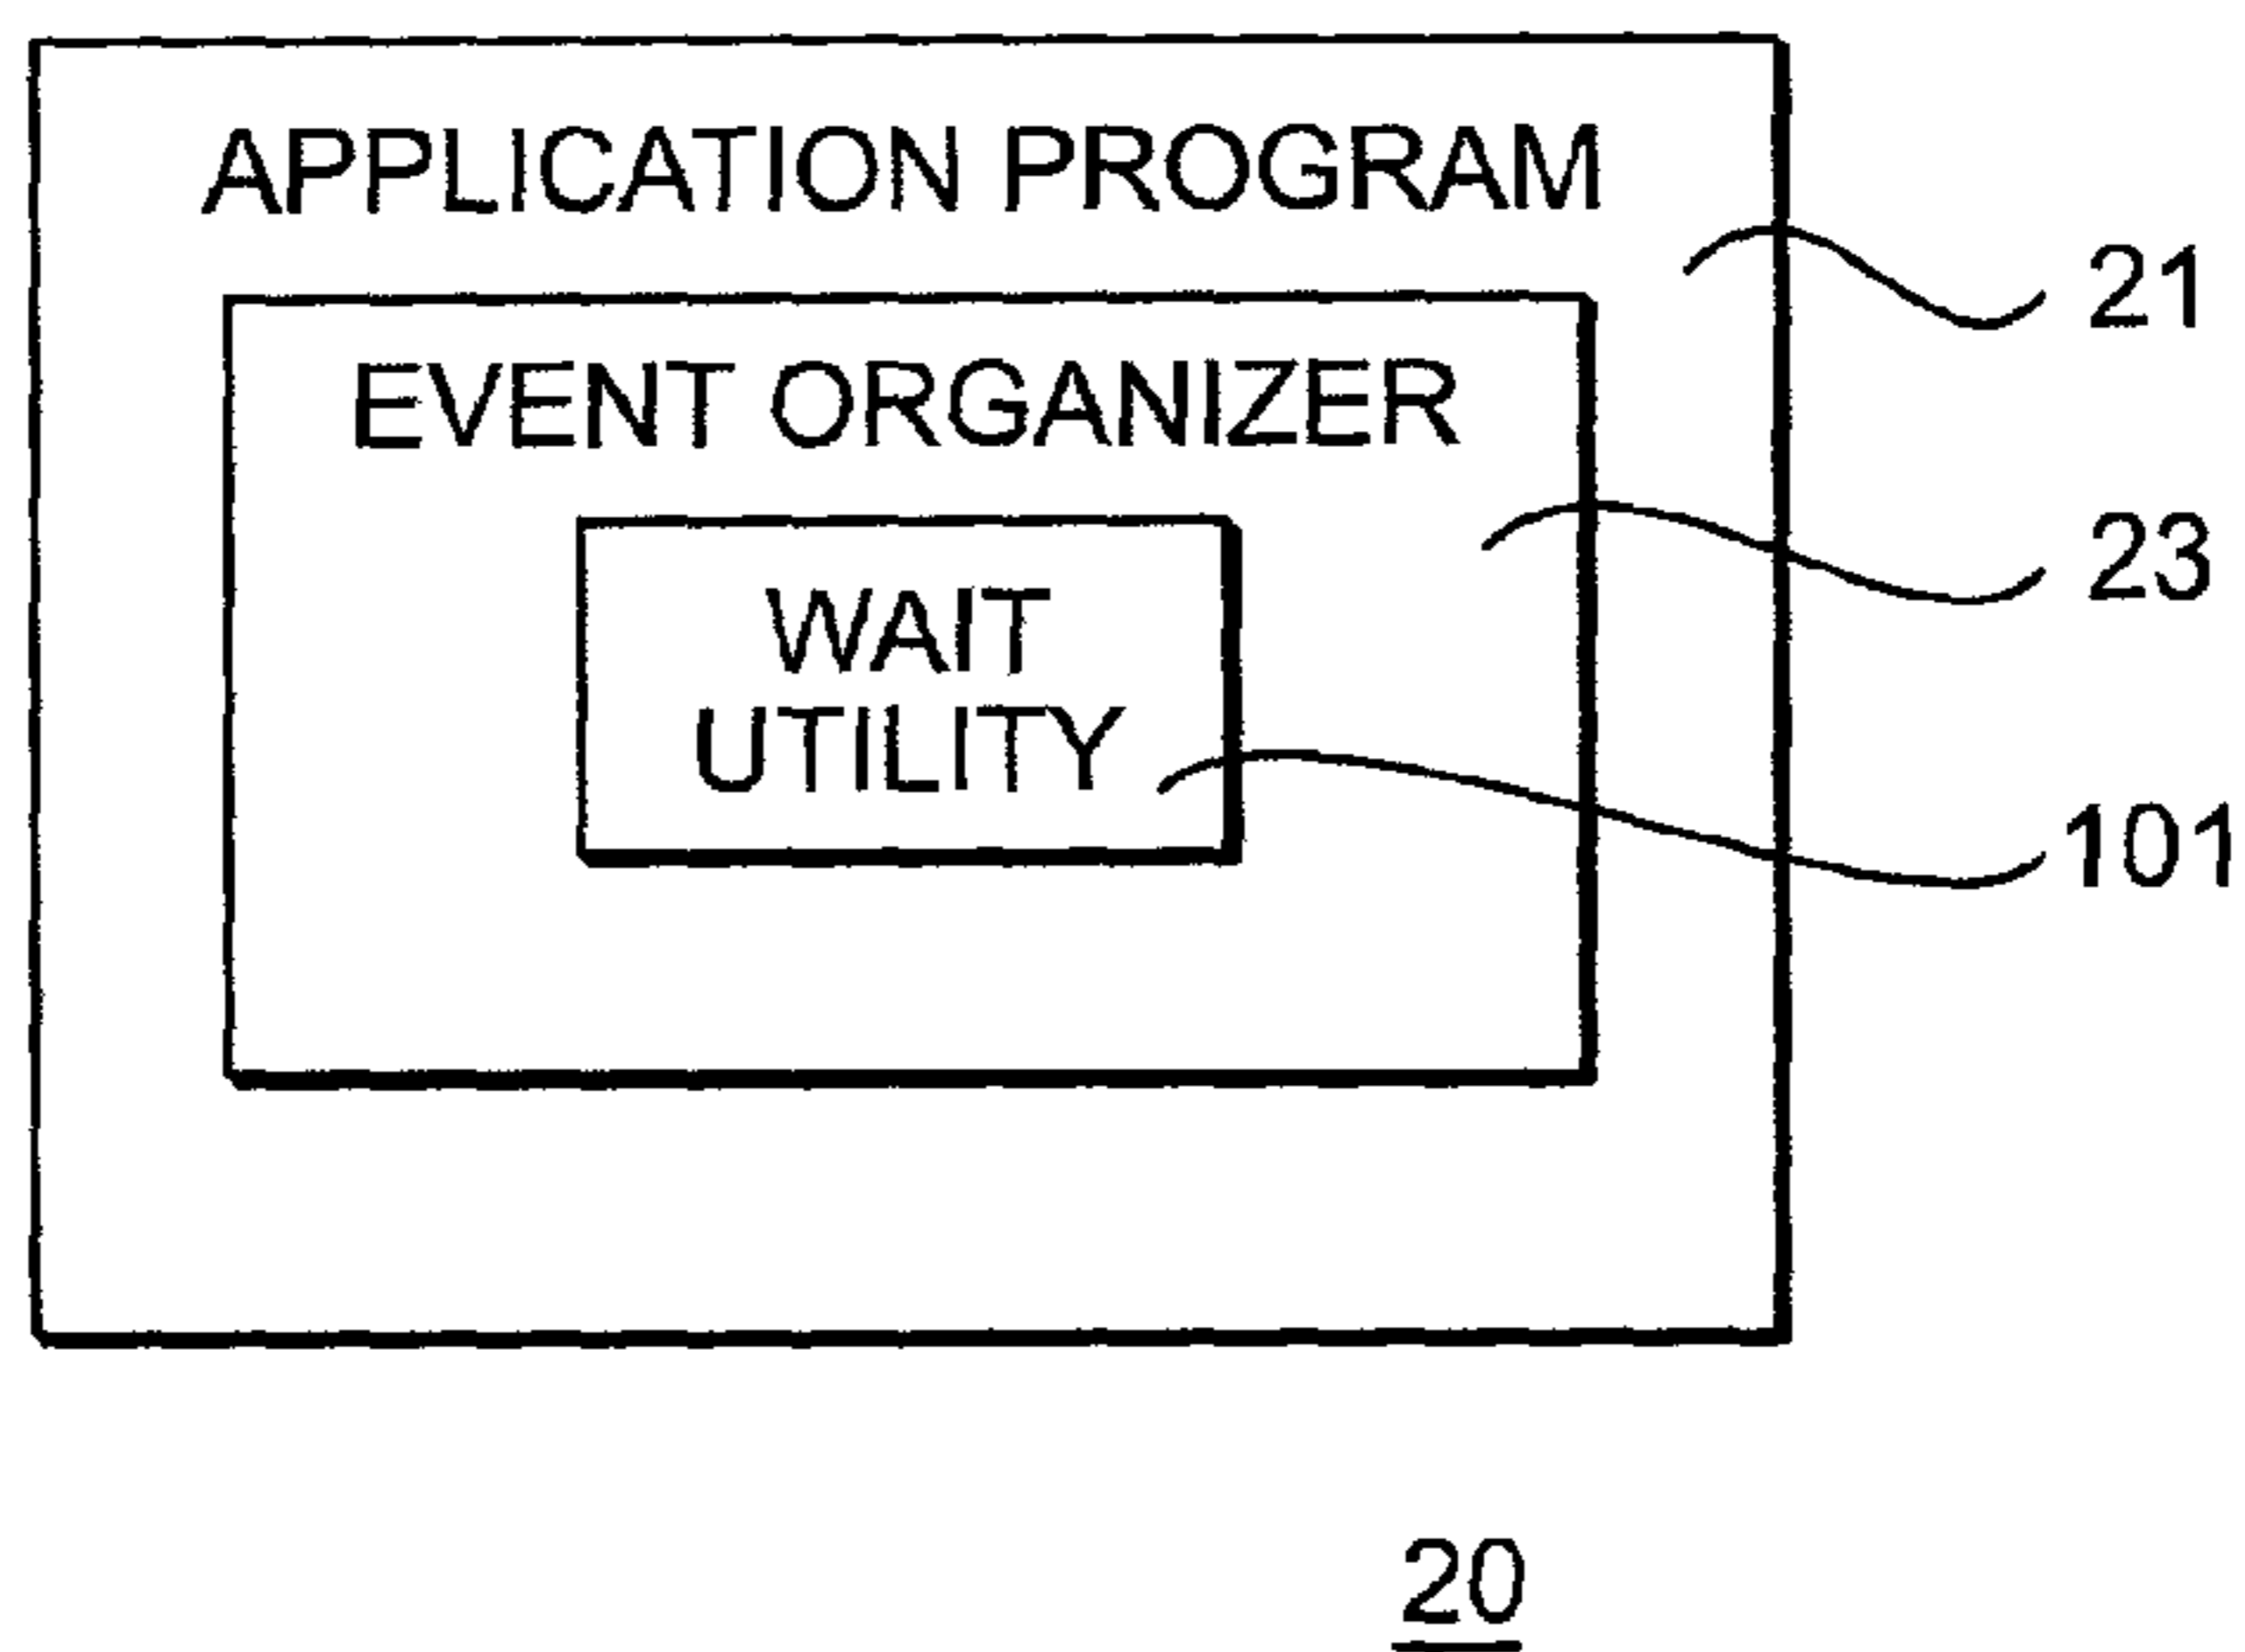 APPLICATION PROGRAM
21
EVENT ORGANIZER
23
WAIT
UTILITY
101
20